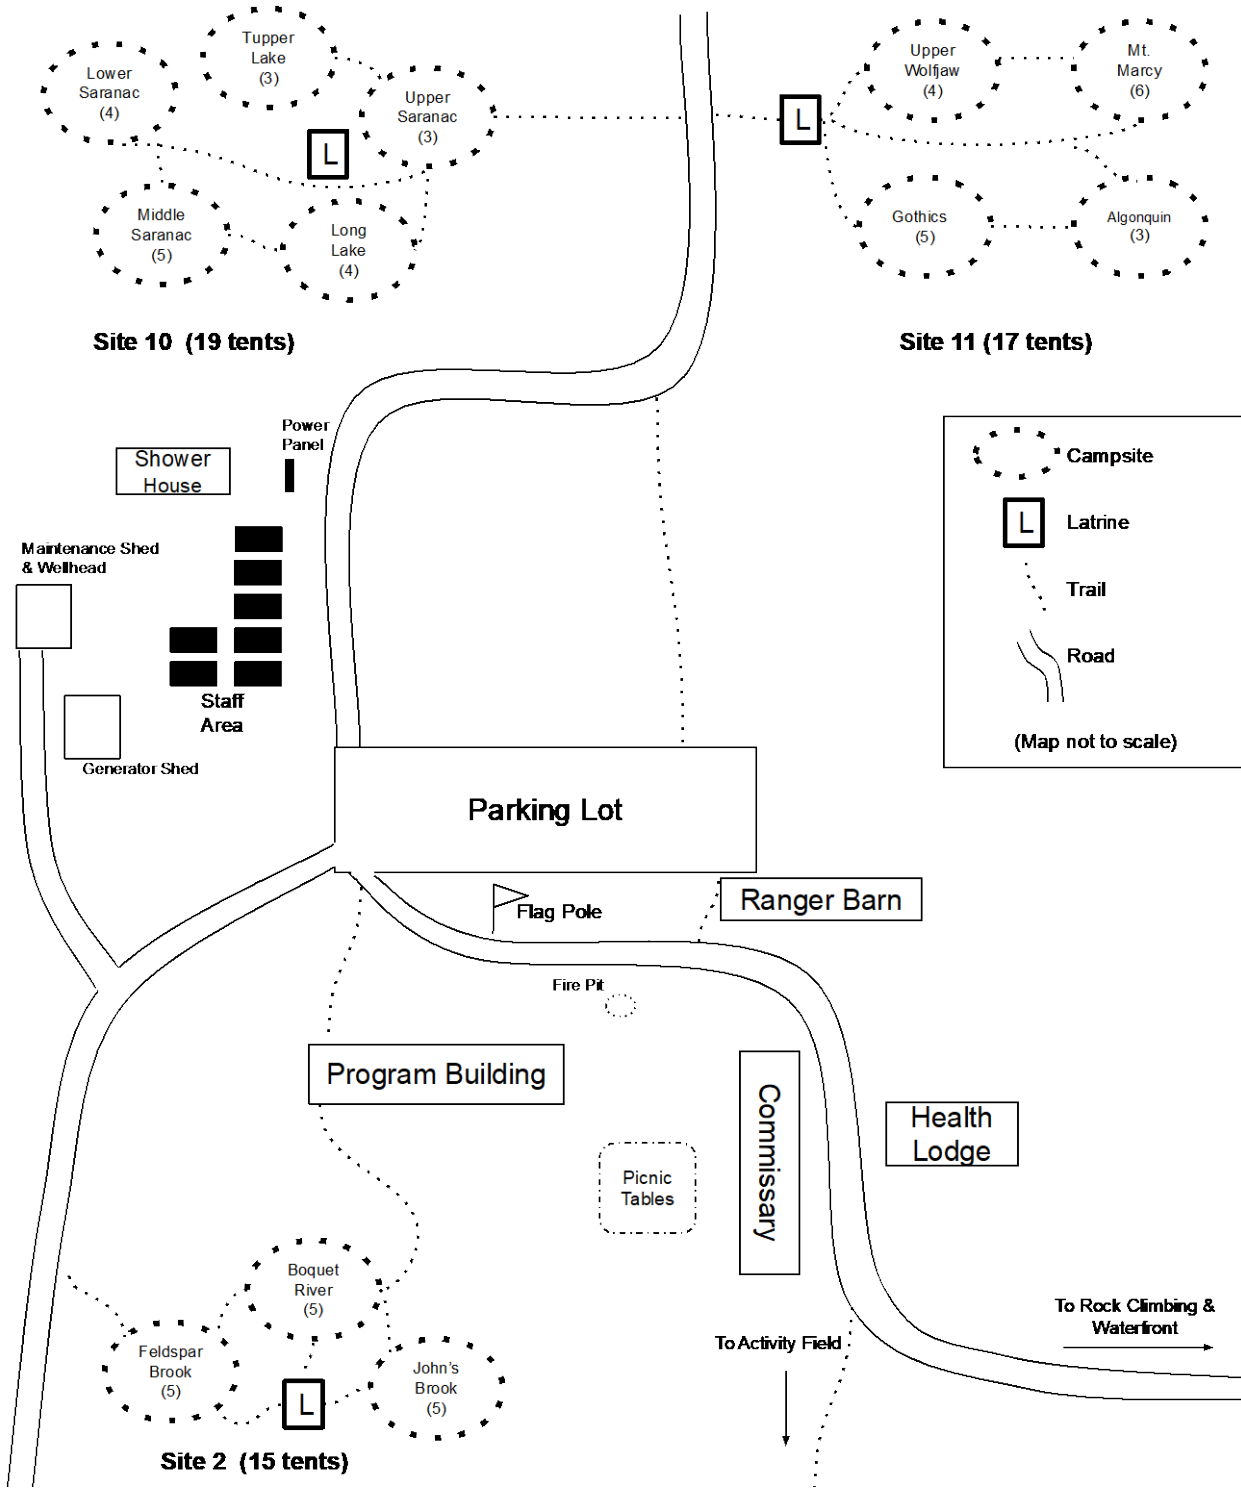 Tupper
Lake
(3)
Lower
Saranac
(4)
Upper
Saranac
(3)
L
Middle
Saranac
(5)
Long
Lake
(4)
Site 10 (19 tents)
Upper
Wolfjaw
(4)
Mt.
Marcy
(6)
L
Gothics
(5)
Algonquin
(3)
Site 11 (17 tents)
Power
Panel
Shower
House
Maintenance Shed
& Wellhead
Staff
Area
Generator Shed
Campsite
L
Latrine
Trail
Road
(Map not to scale)
Parking Lot
Flag Pole
Ranger Barn
Fire Pit
Program Building
Commissary
Health
Lodge
Picnic
Tables
Boquet
River
(5)
Feldspar
Brook
(5)
John's
Brook
(5)
L
Site 2 (15 tents)
To Activity Field
To Rock Climbing &
Waterfront